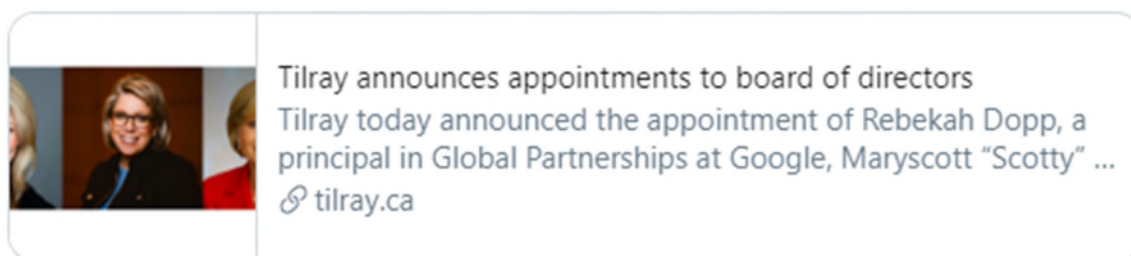 Tilray announces appointments to board of directors
Tilray today announced the appointment of Rebekah Dopp, a
principal in Global Partnerships at Google, Maryscott “Scotty” ...
tilray.ca